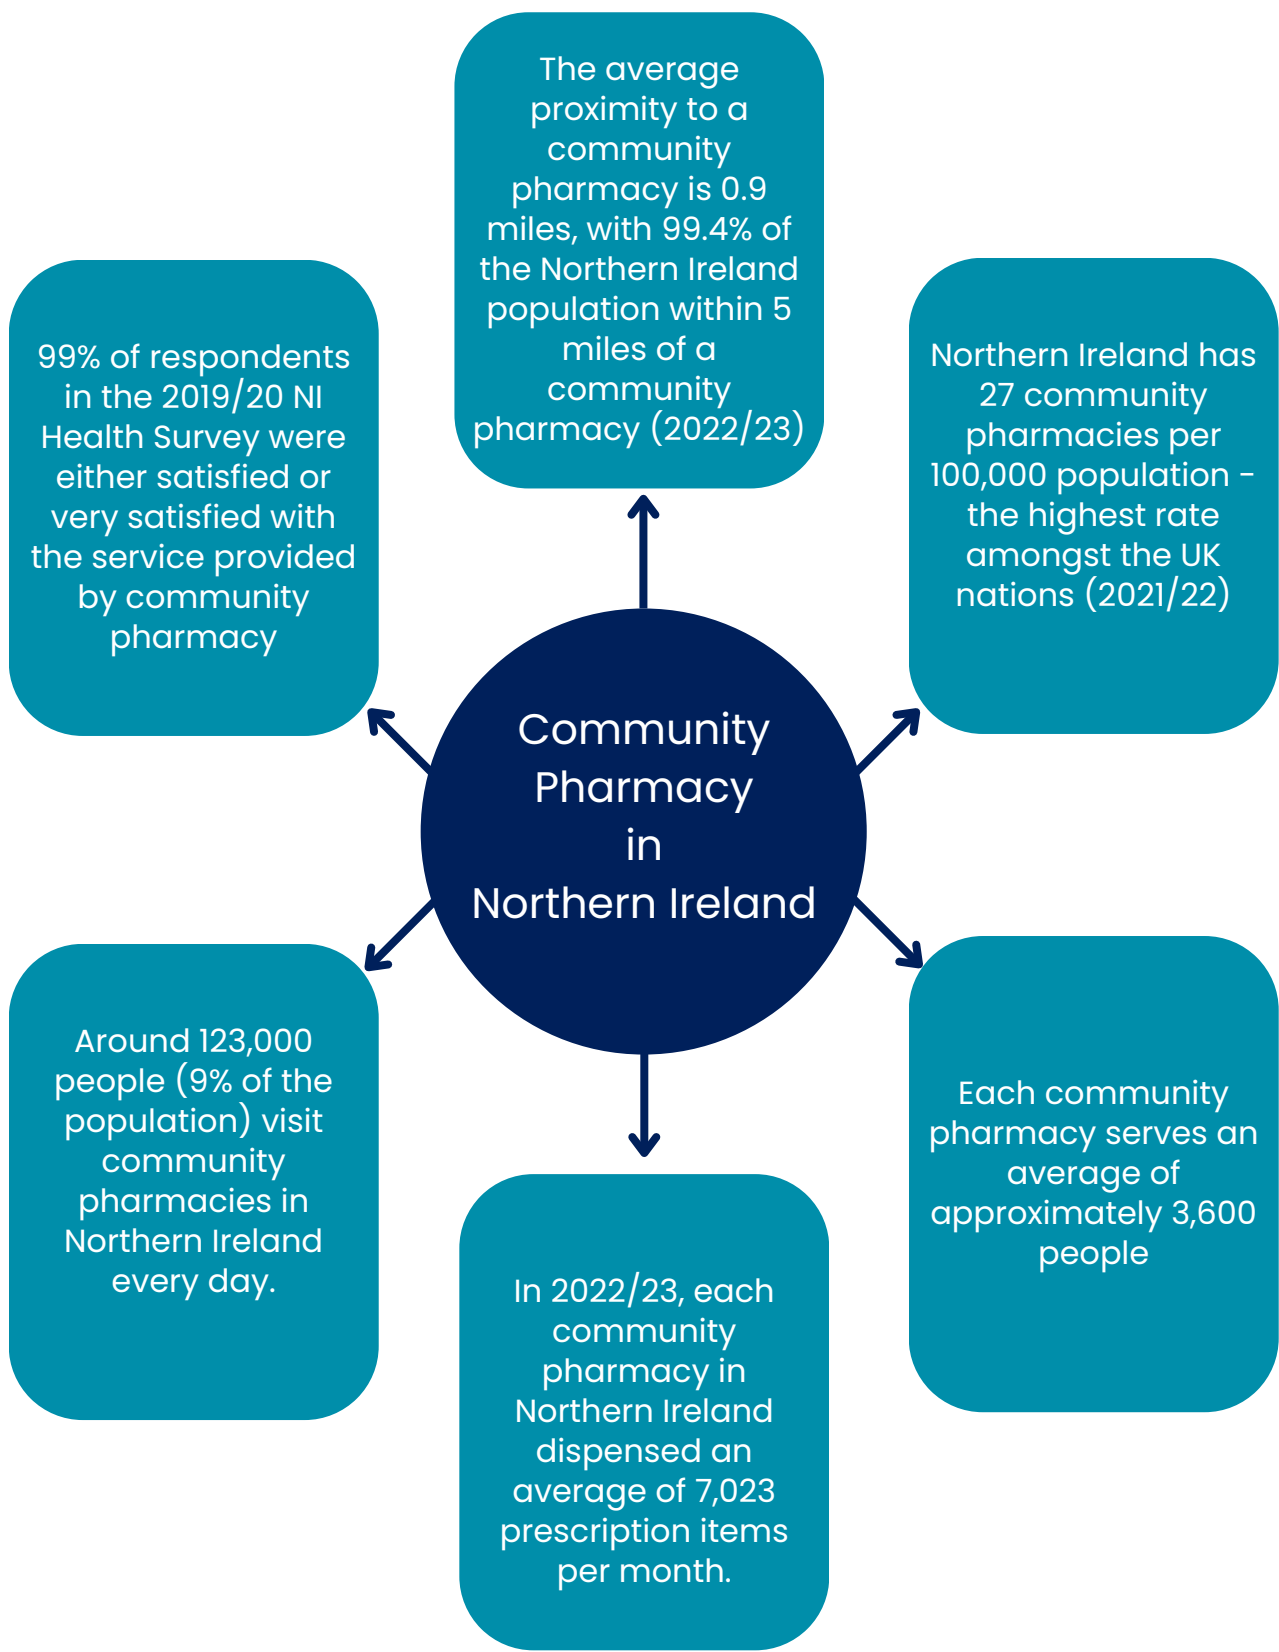 The average
proximity to a
community
pharmacy is 0.9
miles, with 99.4% of
the Northern Ireland
population within 5
miles of a
community
pharmacy (2022/23)
99% of respondents
in the 2019/20 NI
Health Survey were
either satisfied or
very satisfied with
the service provided
by community
pharmacy
Northern Ireland has
27 community
pharmacies per
100,000 population -
the highest rate
amongst the UK
nations (2021/22)
Community
Pharmacy
in
Northern Ireland
Around 123,000
people (9% of the
population) visit
community
pharmacies in
Northern Ireland
every day.
Each community
pharmacy serves an
average of
approximately 3,600
people
In 2022/23, each
community
pharmacy in
Northern Ireland
dispensed an
average of 7,023
prescription items
per month.